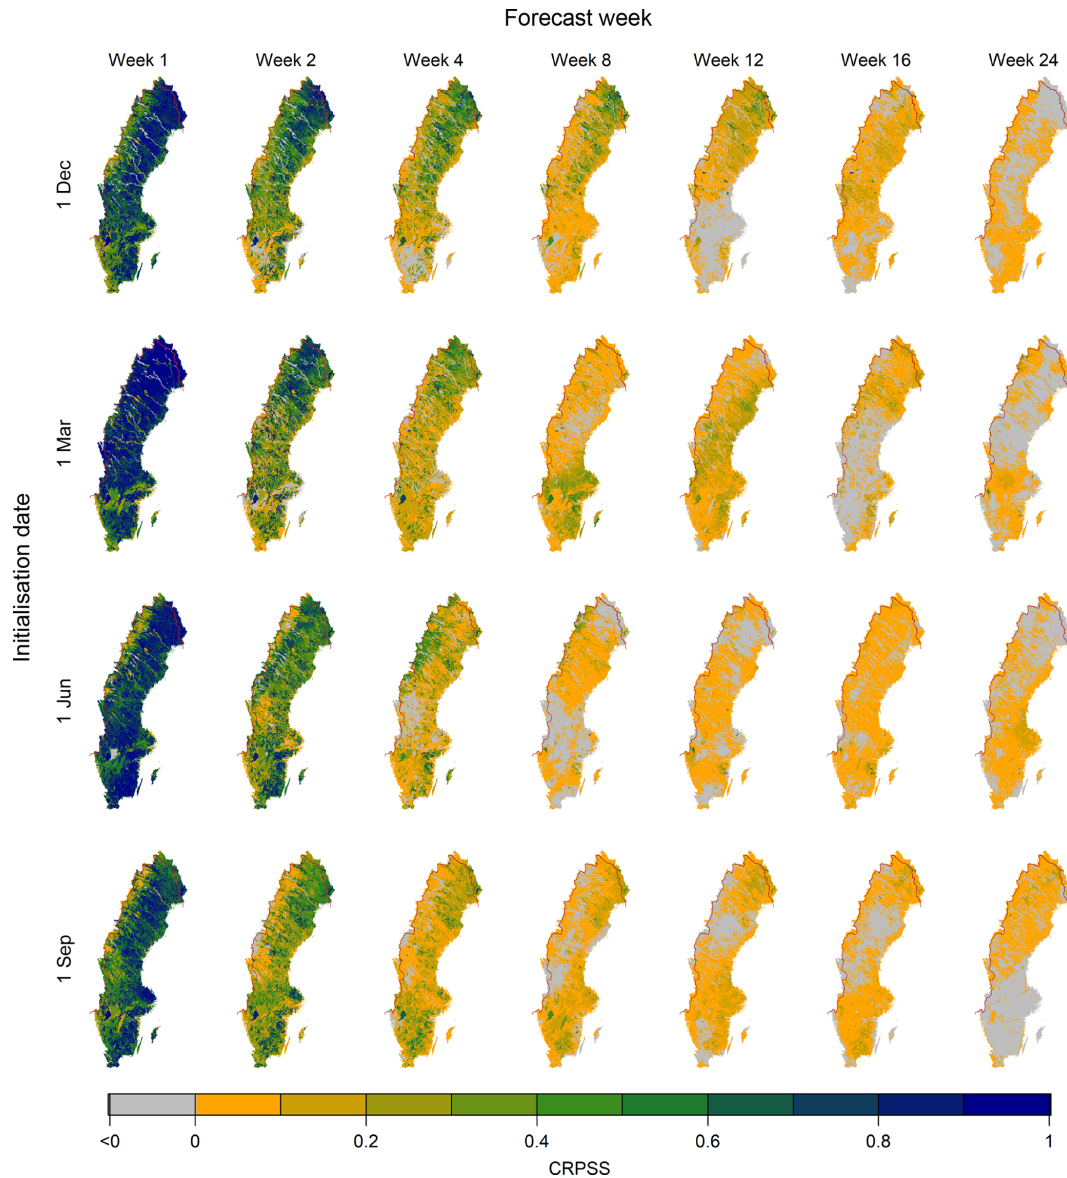 Forecast week
Week 1 Week 2 Week 4 Week 8 Week 12 Week 16 Week 24
Initialisation date
1 Dec
1 Mar
1 Jun
1 Sep
<0 0 0.2 0.4 0.6 0.8 1
CRPSS